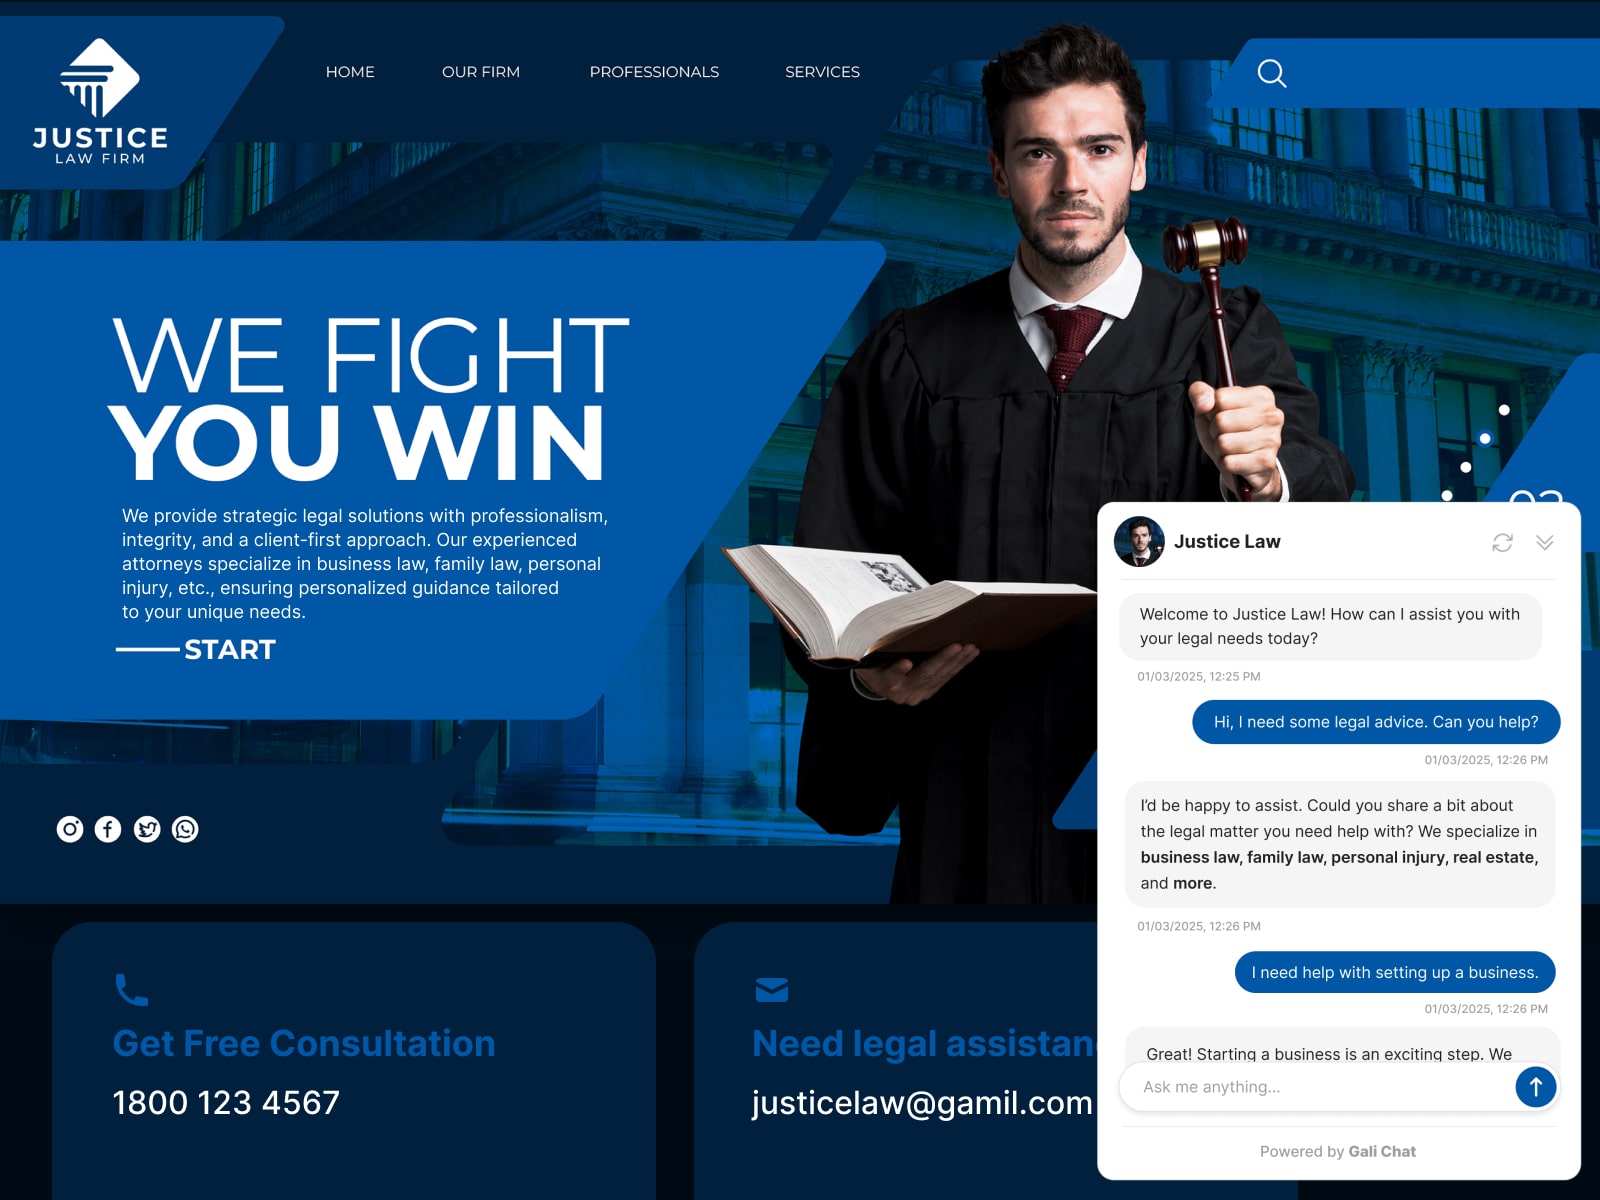 JUSTICE
LAW FIRM
HOME
OUR FIRM
PROFESSIONALS
SERVICES
WE FIGHT
YOU WIN
We provide strategic legal solutions with professionalism,
integrity, and a client-first approach. Our experienced
attorneys specialize in business law, family law, personal
injury, etc., ensuring personalized guidance tailored
to your unique needs.
START
Get Free Consultation
1800 123 4567
Need legal assistan
justicelaw@gamil.com
Justice Law
Welcome to Justice Law! How can I assist you with
your legal needs today?
01/03/2025, 12:25 PM
Hi, I need some legal advice. Can you help?
01/03/2025, 12:26 PM
I'd be happy to assist. Could you share a bit about
the legal matter you need help with? We specialize in
business law, family law, personal injury, real estate,
and more.
01/03/2025, 12:26 PM
I need help with setting up a business.
01/03/2025, 12:26 PM
Great! Starting a business is an exciting step. We
Ask me anything...
Powered by Gali Chat